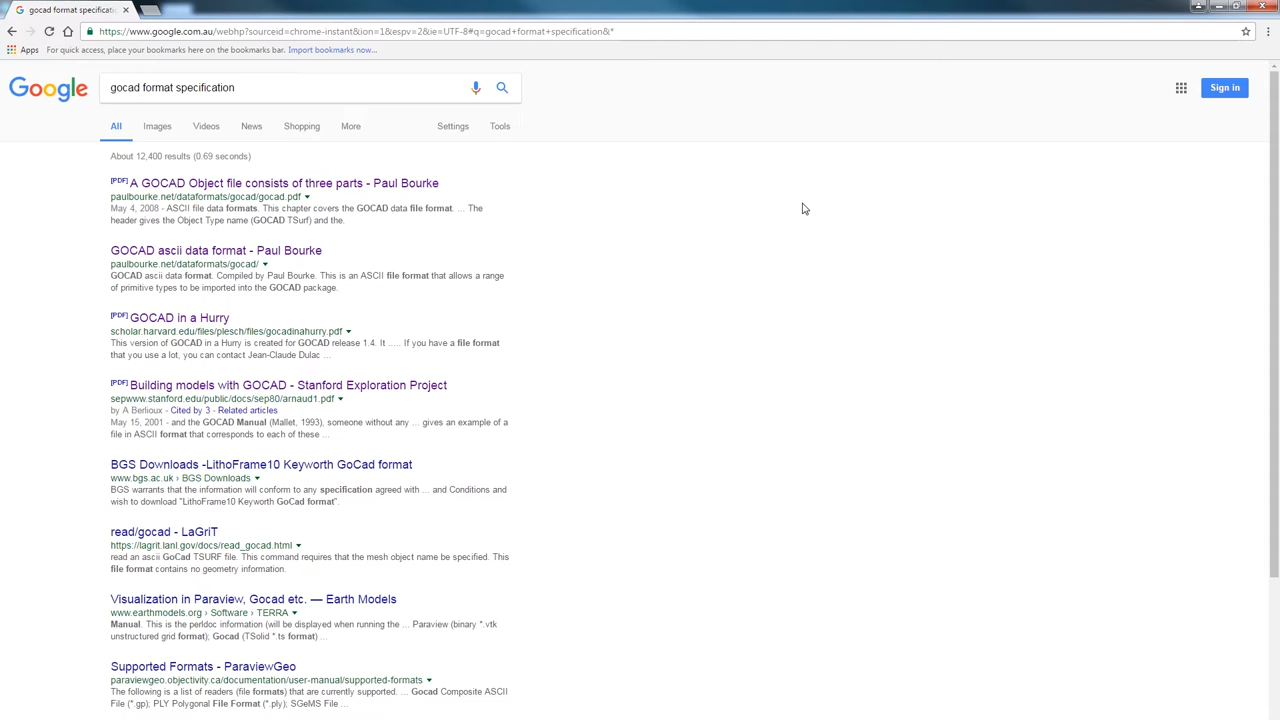 gocad format specificati
https://www.google.com.au/webhp?sourceid=chrome-instant&ion=1&espv=2&ie=UTF-8#q=gocad+format+specification&*
Apps For quick access, place your bookmarks here on the bookmarks bar. Import bookmarks now...
Google gocad format specification Sign in
All Images Videos News Shopping More Settings Tools
About 12,400 results (0.69 seconds)
[PDF] A GOCAD Object file consists of three parts - Paul Bourke
paulbourke.net/dataformats/gocad/gocad.pdf
May 4, 2008 - ASCII file data formats. This chapter covers the GOCAD data file format. ... The
header gives the Object Type name (GOCAD TSurf) and the.
GOCAD ascii data format - Paul Bourke
paulbourke.net/dataformats/gocad/
GOCAD ascii data format. Compiled by Paul Bourke. This is an ASCII file format that allows a range
of primitive types to be imported into the GOCAD package.
[PDF] GOCAD in a Hurry
scholar.harvard.edu/files/plesch/files/gocadinahurry.pdf
This version of GOCAD in a Hurry is created for GOCAD release 1.4. It ..... If you have a file format
that you use a lot, you can contact Jean-Claude Dulac ...
[PDF] Building models with GOCAD - Stanford Exploration Project
sepwww.stanford.edu/public/docs/sep80/arnaud1.pdf
by A Berlioux - Cited by 3 - Related articles
May 15, 2001 - and the GOCAD Manual (Mallet, 1993), someone without any ... gives an example of a
file in ASCII format that corresponds to each of these ...
BGS Downloads -LithoFrame10 Keyworth GoCad format
www.bgs.ac.uk › BGS Downloads
BGS warrants that the information will conform to any specification agreed with ... and Conditions and
wish to download "LithoFrame10 Keyworth GoCad format".
read/gocad - LaGriT
https://lagrit.lanl.gov/docs/read_gocad.html
read an ascii GoCad TSURF file. This command requires that the mesh object name be specified. This
file format contains no geometry information.
Visualization in Paraview, Gocad etc. — Earth Models
www.earthmodels.org › Software › TERRA
Manual. This is the perldoc information (will be displayed when running the ... Paraview (binary *.vtk
unstructured grid format); Gocad (TSolid *.ts format) ...
Supported Formats - ParaviewGeo
paraviewgeo.objectivity.ca/documentation/user-manual/supported-formats
The following is a list of readers (file formats) that are currently supported. ... Gocad Composite ASCII
File (*.gp); PLY Polygonal File Format (*.ply); SGeMS File ...